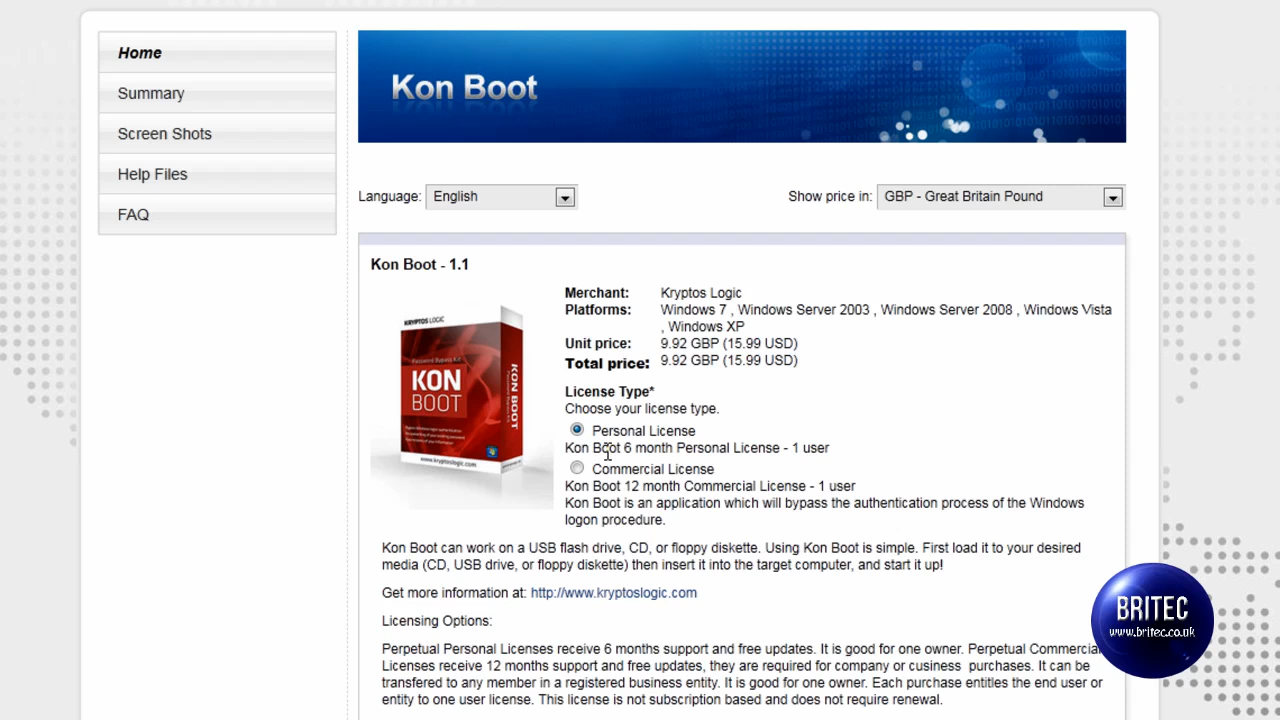 Home
Summary
Screen Shots
Help Files
FAQ
Kon Boot
Language: English
Show price in: GBP - Great Britain Pound
Kon Boot - 1.1
KRYPTOS LOGIC
Password Bypass Kit
KON
BOOT
KON BOOT
www.kryptoslogic.com
Merchant: Kryptos Logic
Platforms: Windows 7 , Windows Server 2003 , Windows Server 2008 , Windows Vista
, Windows XP
Unit price: 9.92 GBP (15.99 USD)
Total price: 9.92 GBP (15.99 USD)
License Type*
Choose your license type.
Personal License
Kon Boot 6 month Personal License - 1 user
Commercial License
Kon Boot 12 month Commercial License - 1 user
Kon Boot is an application which will bypass the authentication process of the Windows
logon procedure.
Kon Boot can work on a USB flash drive, CD, or floppy diskette. Using Kon Boot is simple. First load it to your desired
media (CD, USB drive, or floppy diskette) then insert it into the target computer, and start it up!
Get more information at: http://www.kryptoslogic.com
Licensing Options:
Perpetual Personal Licenses receive 6 months support and free updates. It is good for one owner. Perpetual Commercial
Licenses receive 12 months support and free updates, they are required for company or cusiness purchases. It can be
transfered to any member in a registered business entity. It is good for one owner. Each purchase entitles the end user or
entity to one user license. This license is not subscription based and does not require renewal.
BRITEC
www.britec.co.uk